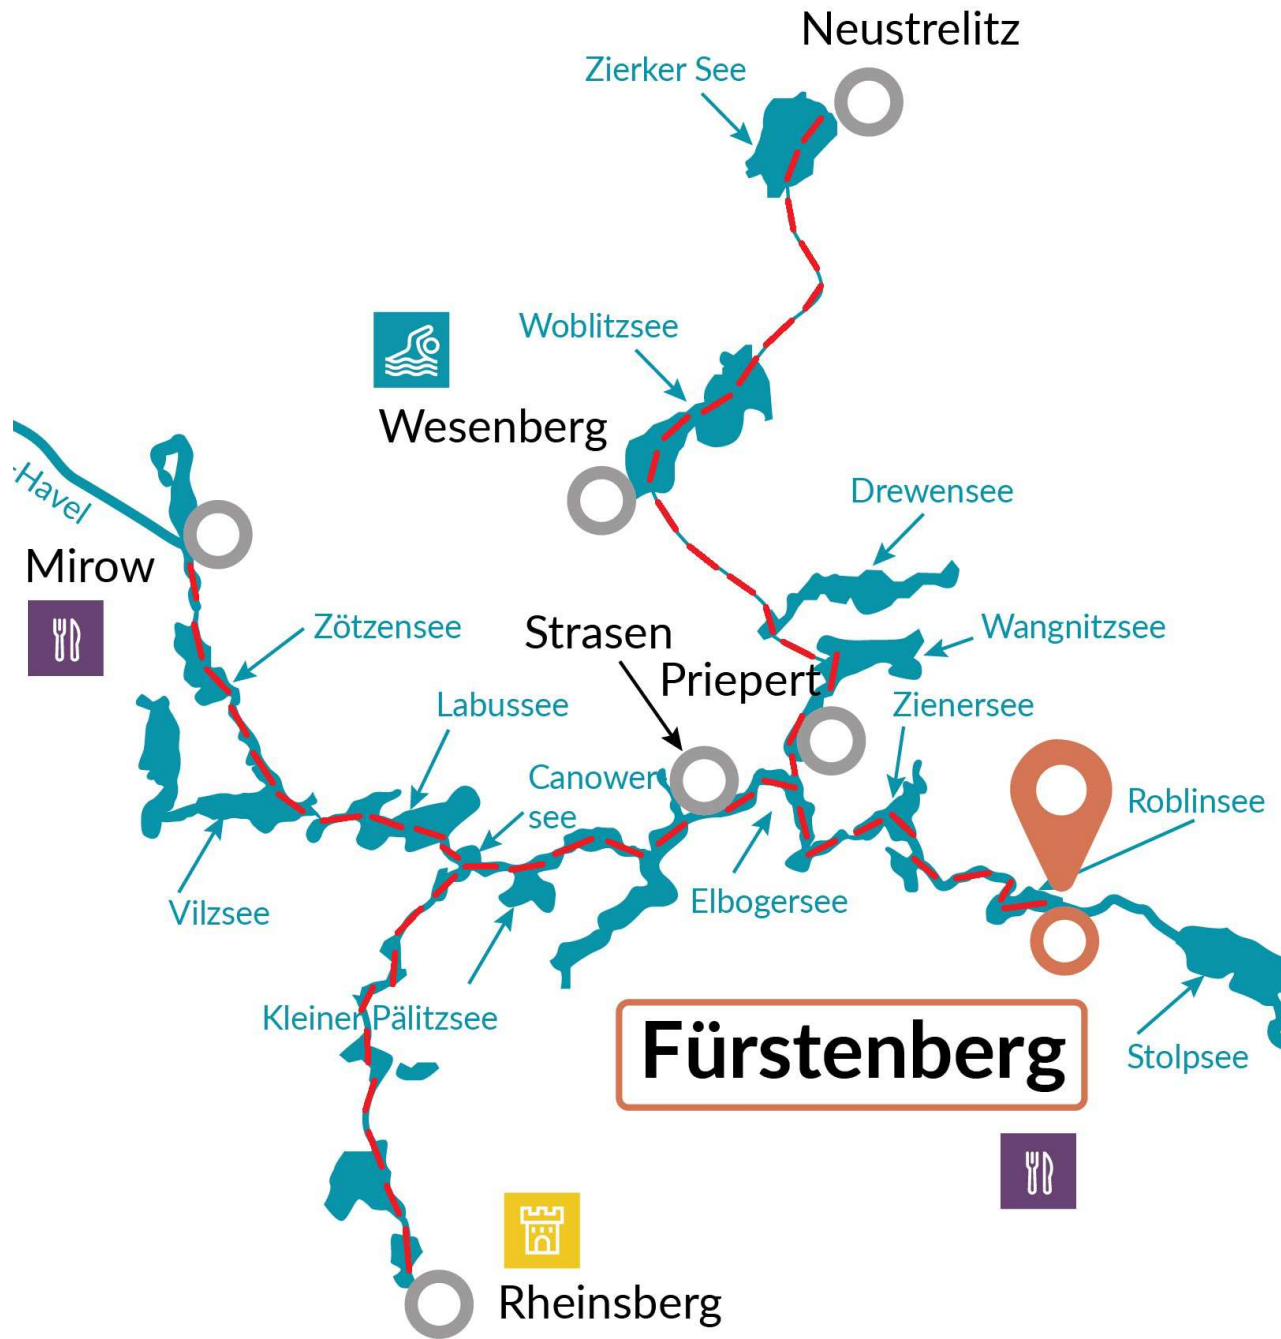 Neustrelitz
Zierker See
Woblitzsee
Wesenberg
-Havel
Drewensee
Mirow
Zötzensee
Strasen
Wangnitzsee
Priepert
Labussee
Zienersee
Canower-
see
Roblinsee
Vilzsee
Elbogersee
Kleiner Pälitzsee
Fürstenberg
Stolpsee
Rheinsberg